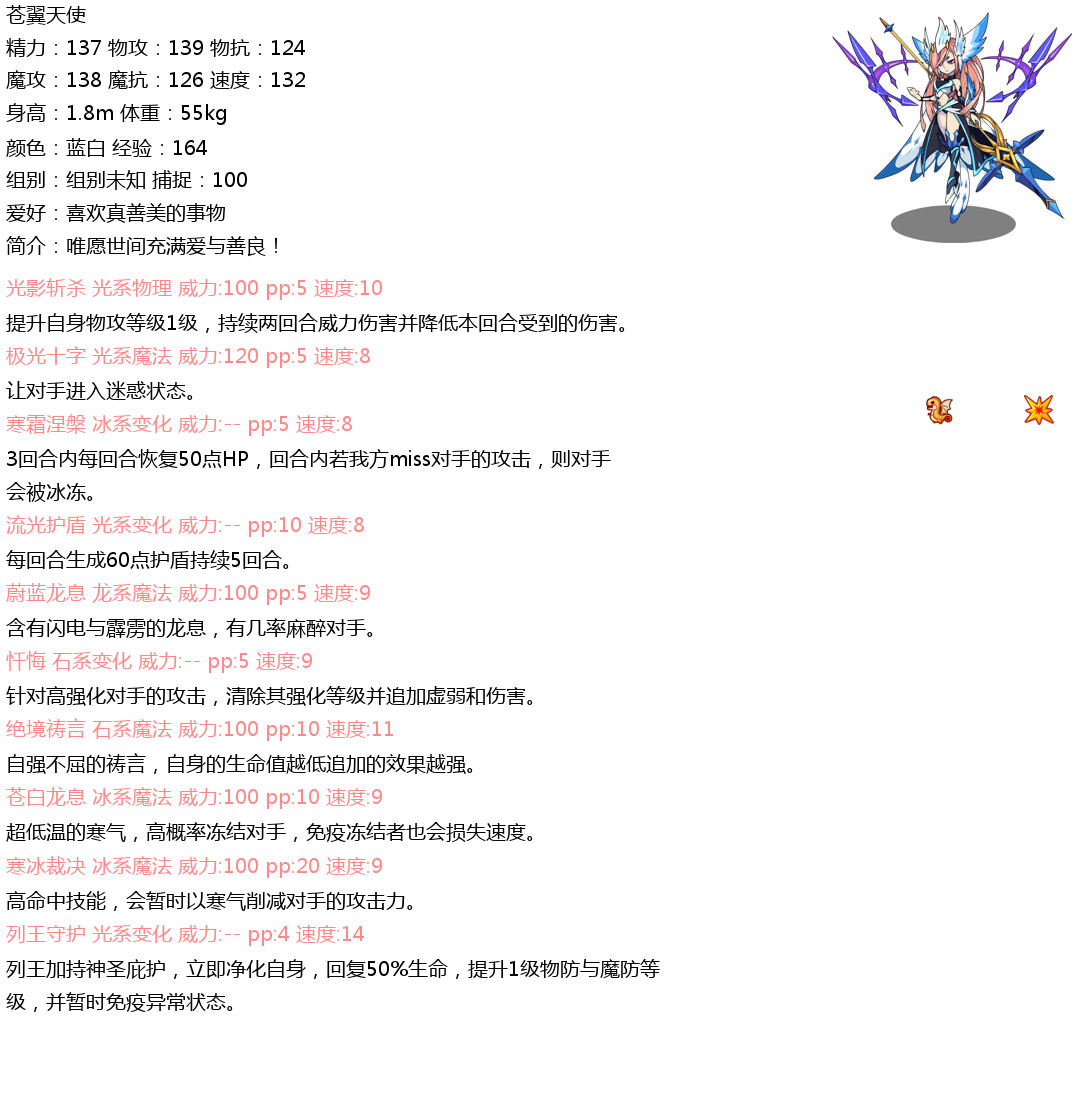 苍翼天使
精力：137 物攻：139 物抗：124
魔攻：138 魔抗：126 速度：132
身高：1.8m 体重：55kg
颜色：蓝白 经验：164
组别：组别未知 捕捉：100
爱好：喜欢真善美的事物
简介：唯愿世间充满爱与善良！
光影斩杀 光系物理 威力:100 pp:5 速度:10
提升自身物攻等级1级，持续两回合威力伤害并降低本回合受到的伤害。
极光十字 光系魔法 威力:120 pp:5 速度:8
让对手进入迷惑状态。
寒霜涅槃 冰系变化 威力:-- pp:5 速度:8
3回合内每回合恢复50点HP，回合内若我方miss对手的攻击，则对手
会被冰冻。
流光护盾 光系变化 威力:-- pp:10 速度:8
每回合生成60点护盾持续5回合。
蔚蓝龙息 龙系魔法 威力:100 pp:5 速度:9
含有闪电与霹雳的龙息，有几率麻醉对手。
忏悔 石系变化 威力:-- pp:5 速度:9
针对高强化对手的攻击，清除其强化等级并追加虚弱和伤害。
绝境祷言 石系魔法 威力:100 pp:10 速度:11
自强不屈的祷言，自身的生命值越低追加的效果越强。
苍白龙息 冰系魔法 威力:100 pp:10 速度:9
超低温的寒气，高概率冻结对手，免疫冻结者也会损失速度。
寒冰裁决 冰系魔法 威力:100 pp:20 速度:9
高命中技能，会暂时以寒气削减对手的攻击力。
列王守护 光系变化 威力:-- pp:4 速度:14
列王加持神圣庇护，立即净化自身，回复50%生命，提升1级物防与魔防等
级，并暂时免疫异常状态。